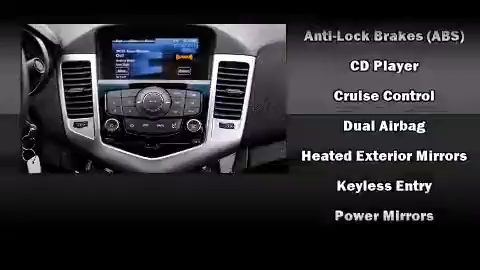 Anti-Lock Brakes (ABS)
CD Player
Cruise Control
Dual Airbag
Heated Exterior Mirrors
Keyless Entry
Power Mirrors